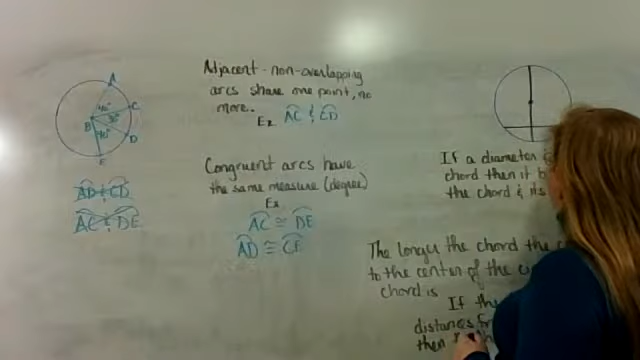 A
C
40°
B
D
40°
E
AD & CD
AC & DE
Adjacent - non-overlapping
arcs share one point, no
more.
Ex AC & CD
Congruent arcs have
the same measure (degree)
Ex
AC ≅ DE
AD ≅ CE
If a diameter
chord then it
the chord & its
The longer the chord the
to the center of the
chord is
If the
distances
then